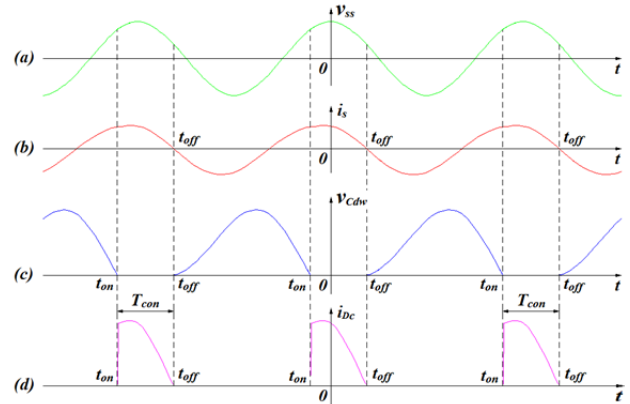 v_ss
(a)
0
t
i_s
(b)
t_off
0
t_off
t_off
t
v_Cdw
(c)
t_on
t_off
t_on
0
t_off
t_on
t_off
t
T_con
i_Dc
T_con
(d)
t_on
t_off
t_on
0
t_off
t_on
t_off
t